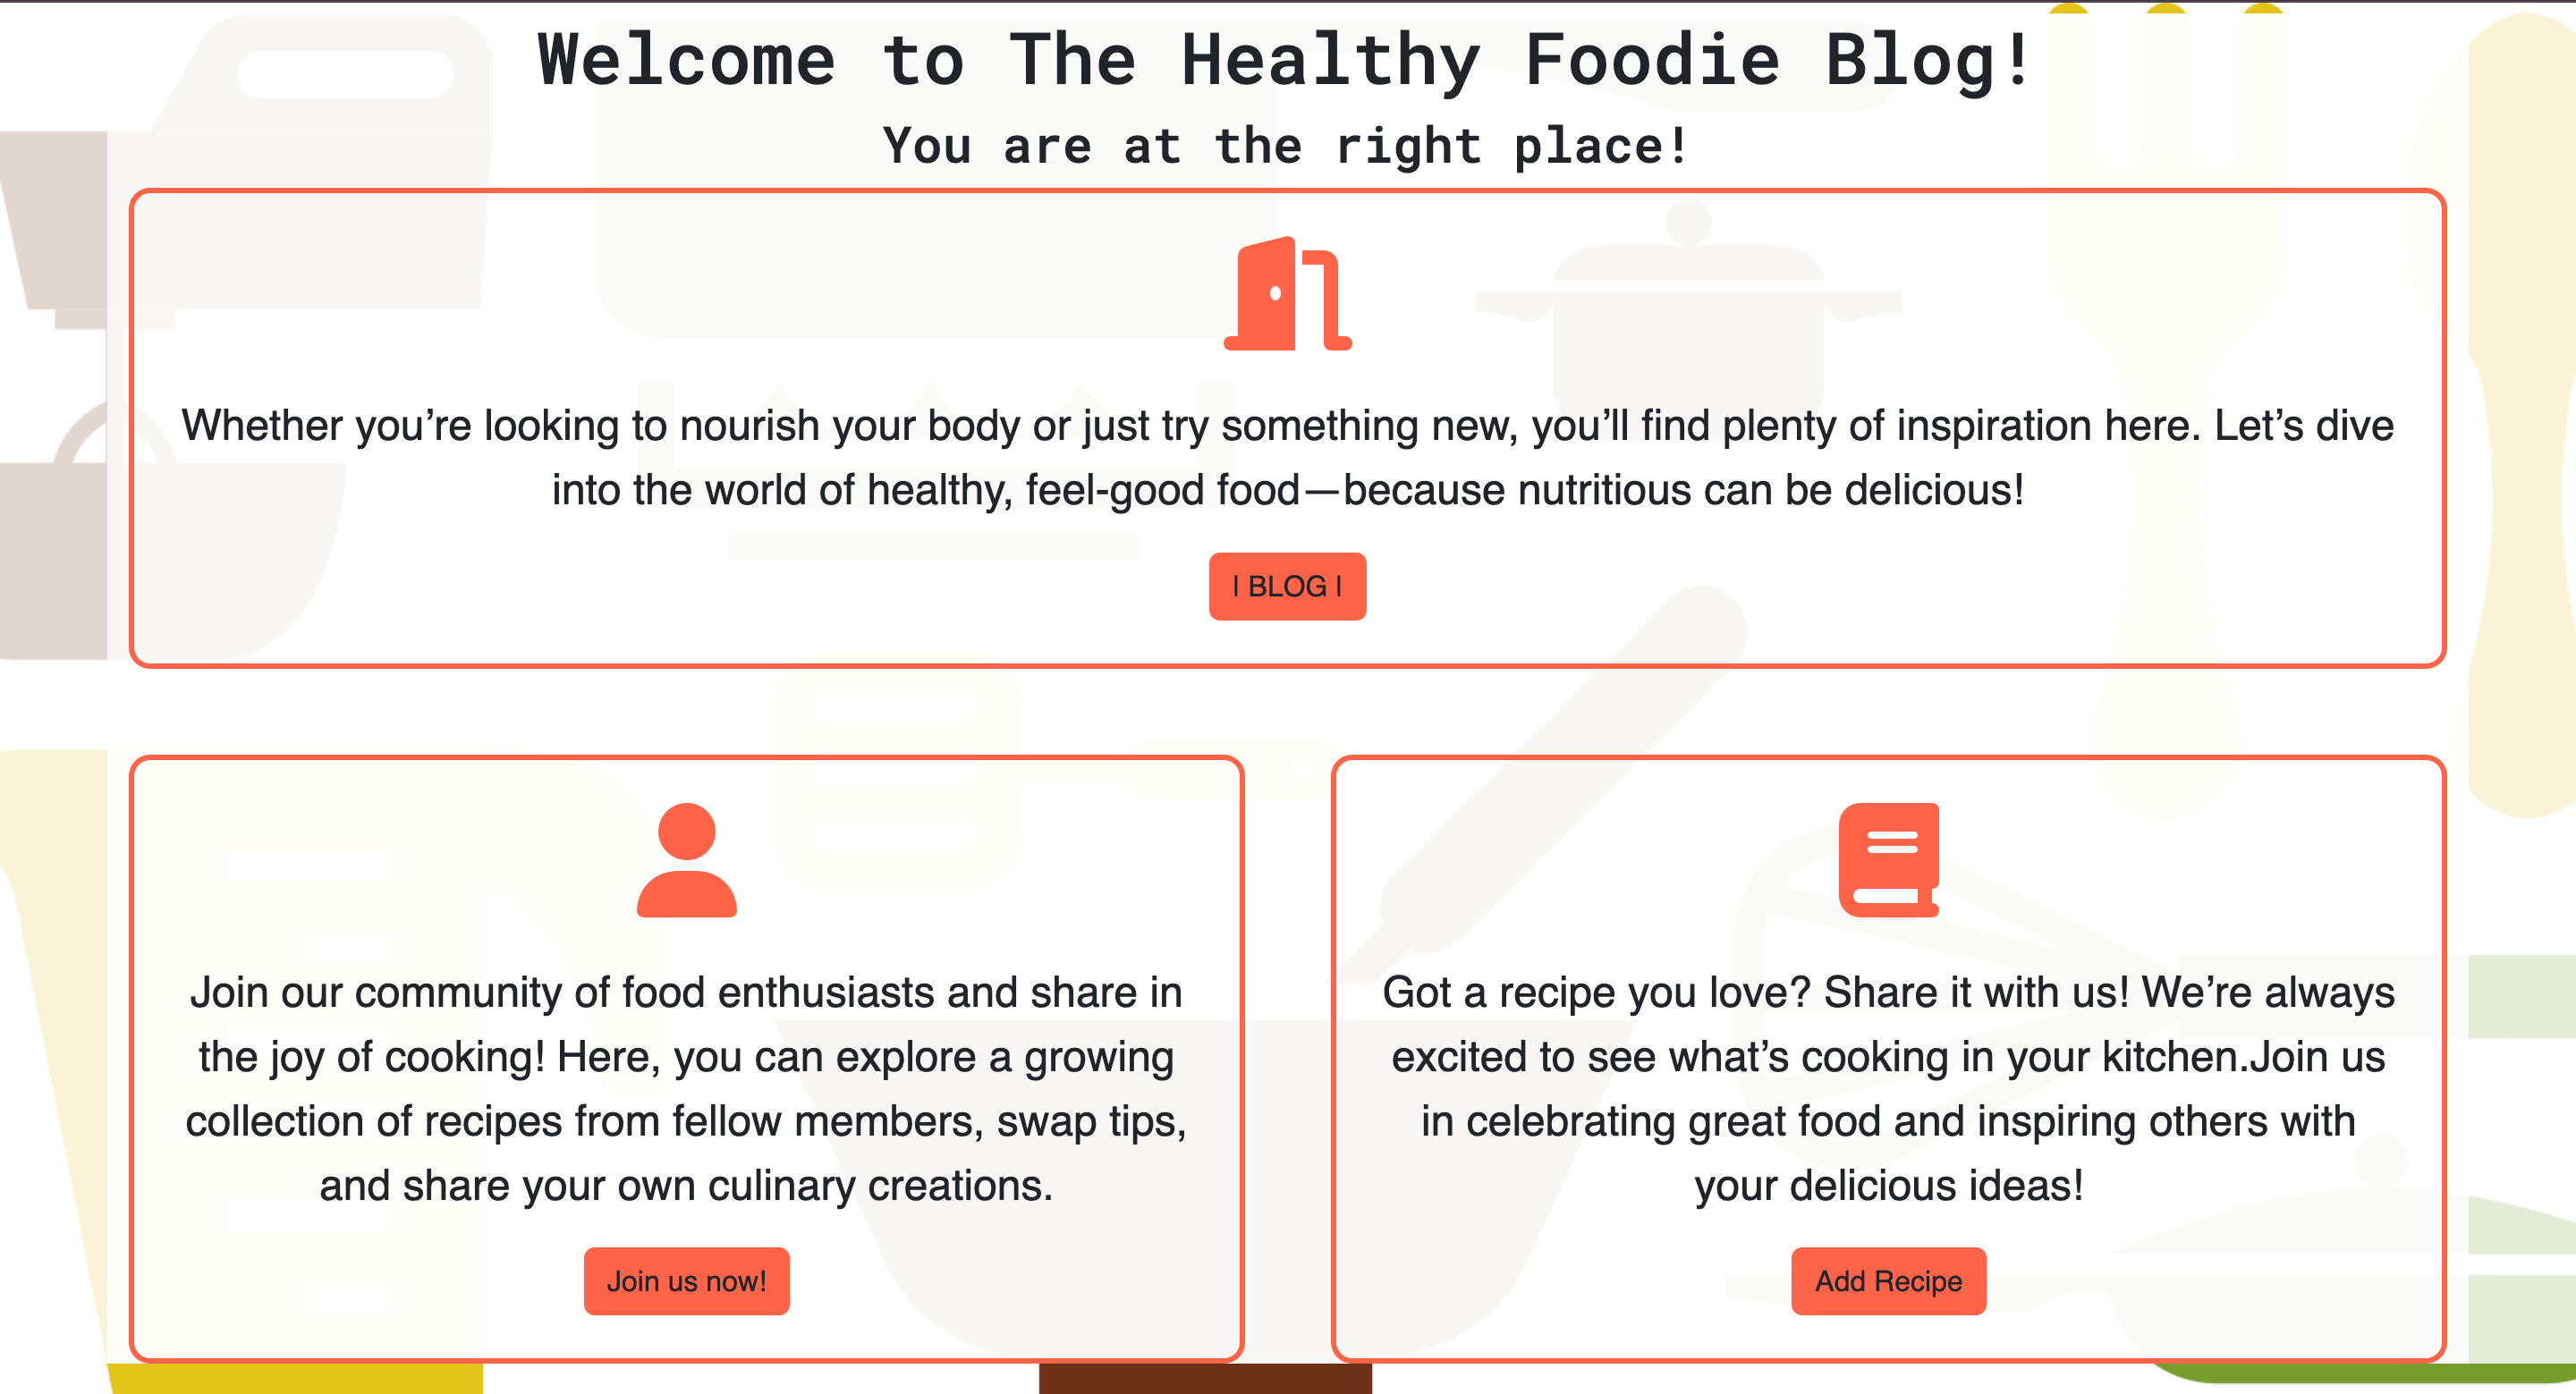 Welcome to The Healthy Foodie Blog!
You are at the right place!
Whether you’re looking to nourish your body or just try something new, you’ll find plenty of inspiration here. Let’s dive
into the world of healthy, feel-good food—because nutritious can be delicious!
| BLOG |
Join our community of food enthusiasts and share in
the joy of cooking! Here, you can explore a growing
collection of recipes from fellow members, swap tips,
and share your own culinary creations.
Join us now!
Got a recipe you love? Share it with us! We’re always
excited to see what’s cooking in your kitchen.Join us
in celebrating great food and inspiring others with
your delicious ideas!
Add Recipe